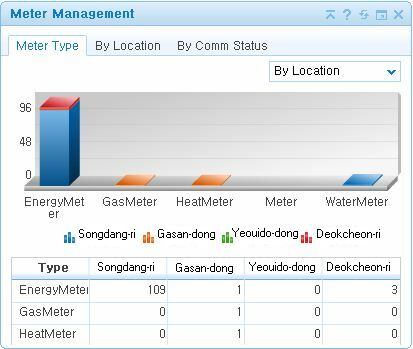 Meter Management
Meter Type By Location By Comm Status
By Location
96
48
0
EnergyMet
er GasMeter HeatMeter Meter WaterMeter
Songdang-ri Gasan-dong Yeouido-dong Deokcheon-ri
Type Songdang-ri Gasan-dong Yeouido-dong Deokcheon-ri
EnergyMeter 109 1 0 3
GasMeter 0 1 0 0
HeatMeter 0 1 0 0